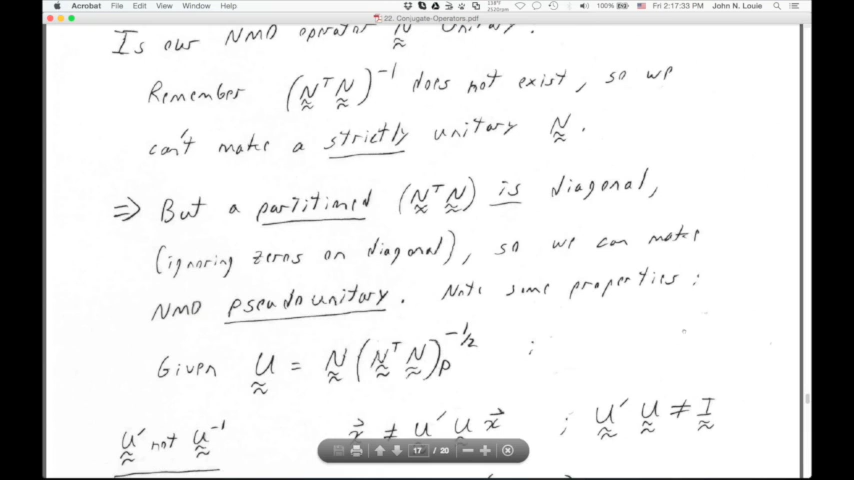 Acrobat File Edit View Window Help
100% Fri 2:17:33 PM John N. Louie
22. Conjugate-Operators.pdf
Is our NMO operator N unitary.
Remember (NᵀN)⁻¹ does not exist, so we
can't make a strictly unitary N.
⇒ But a partitioned (NᵀN) is diagonal,
(ignoring zeros on diagonal), so we can make
NMO pseudounitary. Note some properties:
Given U = N(NᵀN)p^-1/2 ;
U′ not U⁻¹ x⃗ ≠ U′ U x⃗ ; U′ U ≠ I
17 / 20